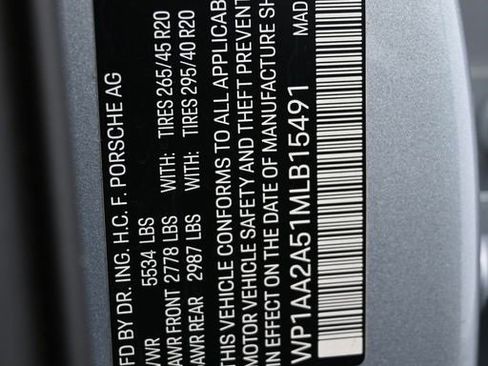 MFD BY DR. ING. H.C. F. PORSCHE AG
VWR 5534 LBS
AWR FRONT 2778 LBS WITH: TIRES 265/45 R20
AWR REAR 2987 LBS WITH: TIRES 295/40 R20
THIS VEHICLE CONFORMS TO ALL APPLICAB
MOTOR VEHICLE SAFETY AND THEFT PREVENT
IN EFFECT ON THE DATE OF MANUFACTURE SH
WP1AA2A51MLB15491 MAD